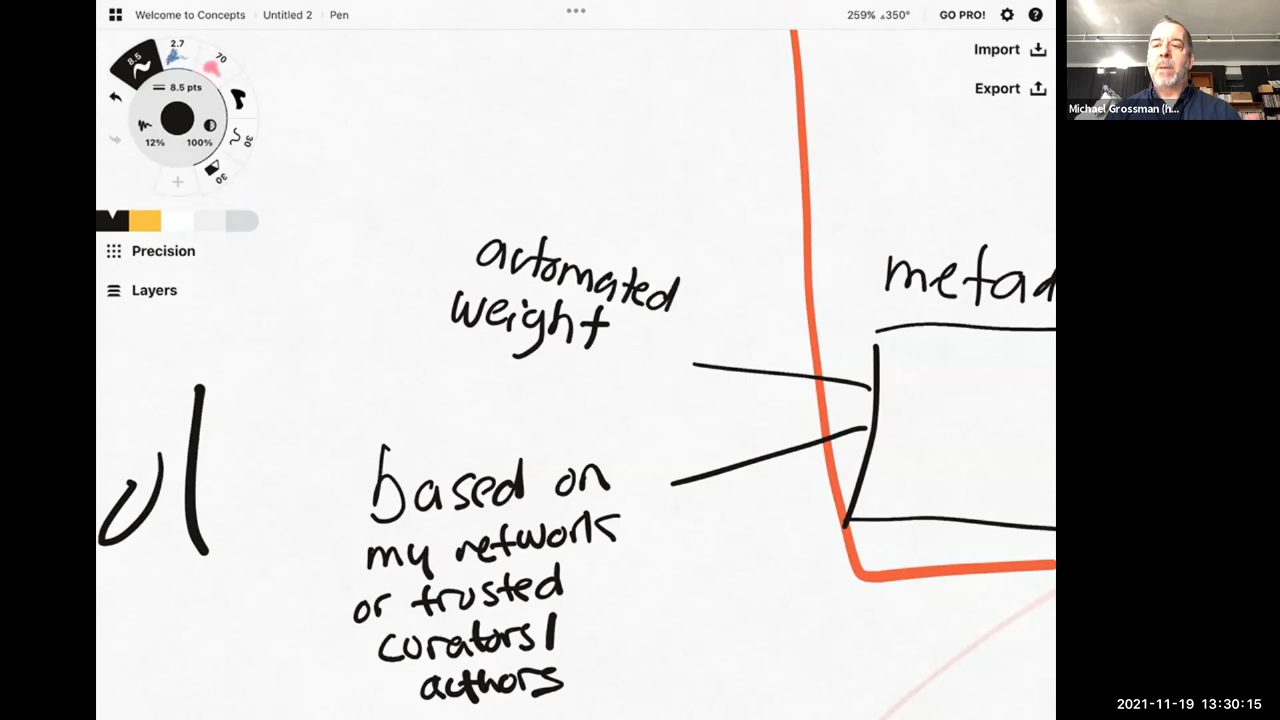 Welcome to Concepts Untitled 2 Pen
259% 350° GO PRO!
Import
Export
8.5
2.7
70
8.5 pts
12% 100%
30
30
Precision
Layers
Michael Grossman (h...
automated
weight
metad
based on
my network
or trusted
curators/
authors
2021-11-19 13:30:15